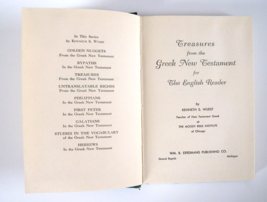 In This Series
by Kenneth S. Wuest
GOLDEN NUGGETS
From the Greek New Testament
BYPATHS
In the Greek New Testament
TREASURES
From the Greek New Testament
UNTRANSLATABLE RICHES
From the Greek New Testament
PHILIPPIANS
In the Greek New Testament
FIRST PETER
In the Greek New Testament
GALATIANS
In the Greek New Testament
STUDIES IN THE VOCABULARY
of the Greek New Testament
HEBREWS
In the Greek New Testament
Treasures
from the
Greek New Testament
for
The English Reader
by
KENNETH S. WUEST
Teacher of New Testament Greek
at
THE MOODY BIBLE INSTITUTE
of Chicago
WM. B. EERDMANS PUBLISHING CO.
Grand Rapids Michigan